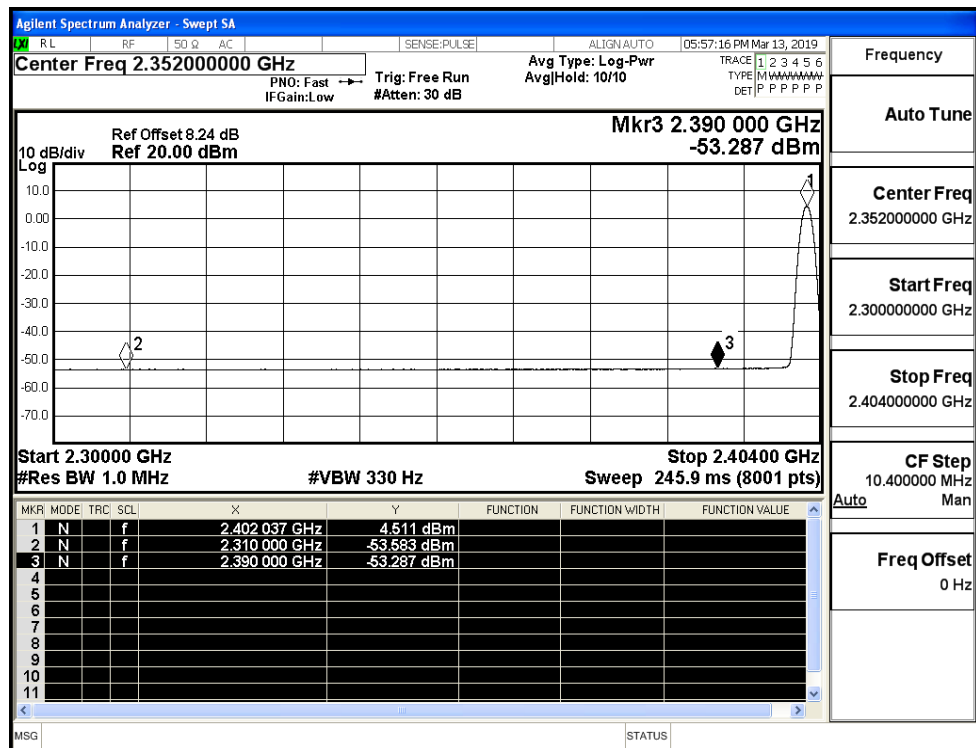 Agilent Spectrum Analyzer - Swept SA
LXI RL RF 50 Ω AC SENSE:PULSE ALIGN AUTO 05:57:16 PM Mar 13, 2019
Center Freq 2.352000000 GHz
PNO: Fast
IFGain:Low
Trig: Free Run
#Atten: 30 dB
Avg Type: Log-Pwr
Avg|Hold: 10/10
TRACE 1 2 3 4 5 6
TYPE M WWWWW
DET P P P P P P
Ref Offset 8.24 dB
10 dB/div Ref 20.00 dBm
Log
Mkr3 2.390 000 GHz
-53.287 dBm
10.0
0.00
-10.0
-20.0
-30.0
-40.0
-50.0
-60.0
-70.0
1
2
3
Start 2.30000 GHz Stop 2.40400 GHz
#Res BW 1.0 MHz #VBW 330 Hz Sweep 245.9 ms (8001 pts)
MKR MODE TRC SCL X Y FUNCTION FUNCTION WIDTH FUNCTION VALUE
1 N f 2.402 037 GHz 4.511 dBm
2 N f 2.310 000 GHz -53.583 dBm
3 N f 2.390 000 GHz -53.287 dBm
4
5
6
7
8
9
10
11
MSG STATUS
Frequency
Auto Tune
Center Freq
2.352000000 GHz
Start Freq
2.300000000 GHz
Stop Freq
2.404000000 GHz
CF Step
10.400000 MHz
Auto Man
Freq Offset
0 Hz